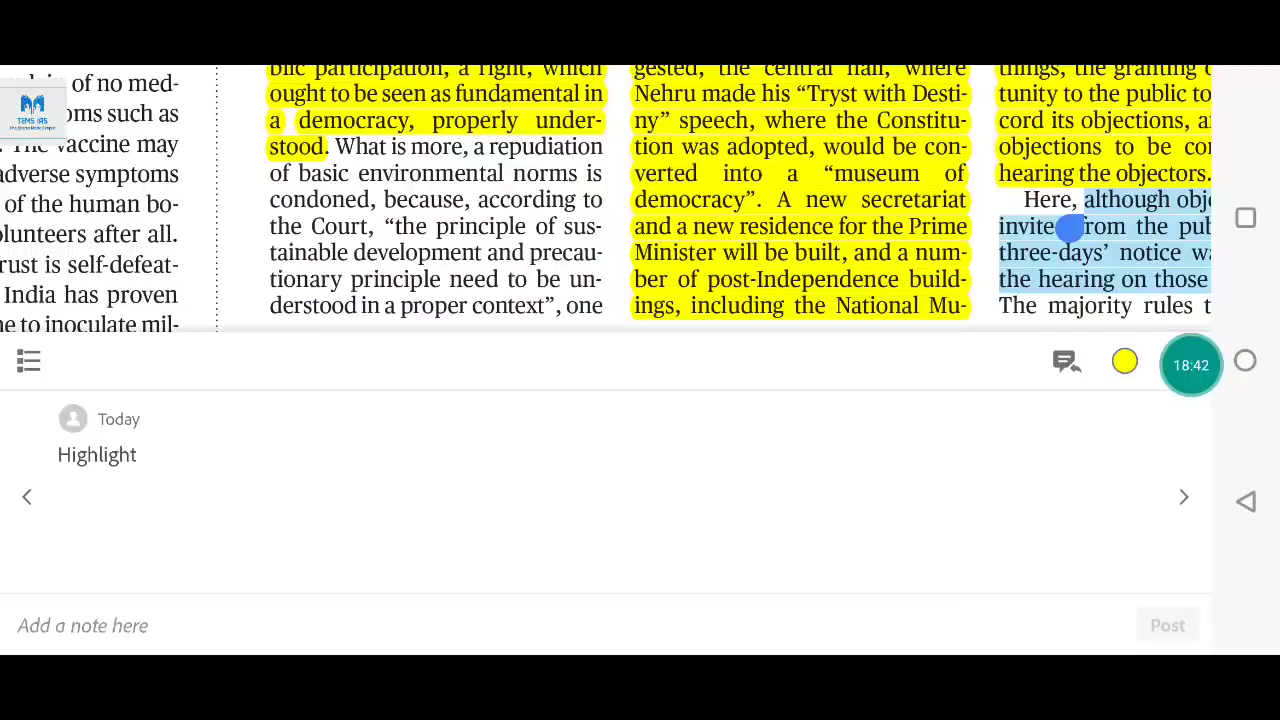 of no med-
oms such as
The vaccine may
adverse symptoms
of the human bo-
olunteers after all.
rust is self-defeat-
India has proven
to inoculate mil-
TEMS IAS
blic participation, a right, which
ought to be seen as fundamental in
a democracy, properly under-
stood. What is more, a repudiation
of basic environmental norms is
condoned, because, according to
the Court, “the principle of sus-
tainable development and precau-
tionary principle need to be un-
derstood in a proper context”, one
gested, the central hall, where
Nehru made his “Tryst with Desti-
ny” speech, where the Constitu-
tion was adopted, would be con-
verted into a “museum of
democracy”. A new secretariat
and a new residence for the Prime
Minister will be built, and a num-
ber of post-Independence build-
ings, including the National Mu-
things, the granting
tunity to the public to
cord its objections,
objections to be
hearing the objectors.
Here, although obj
invite from the pub
three-days’ notice
the hearing on those
The majority rules
18:42
Today
Highlight
Add a note here
Post